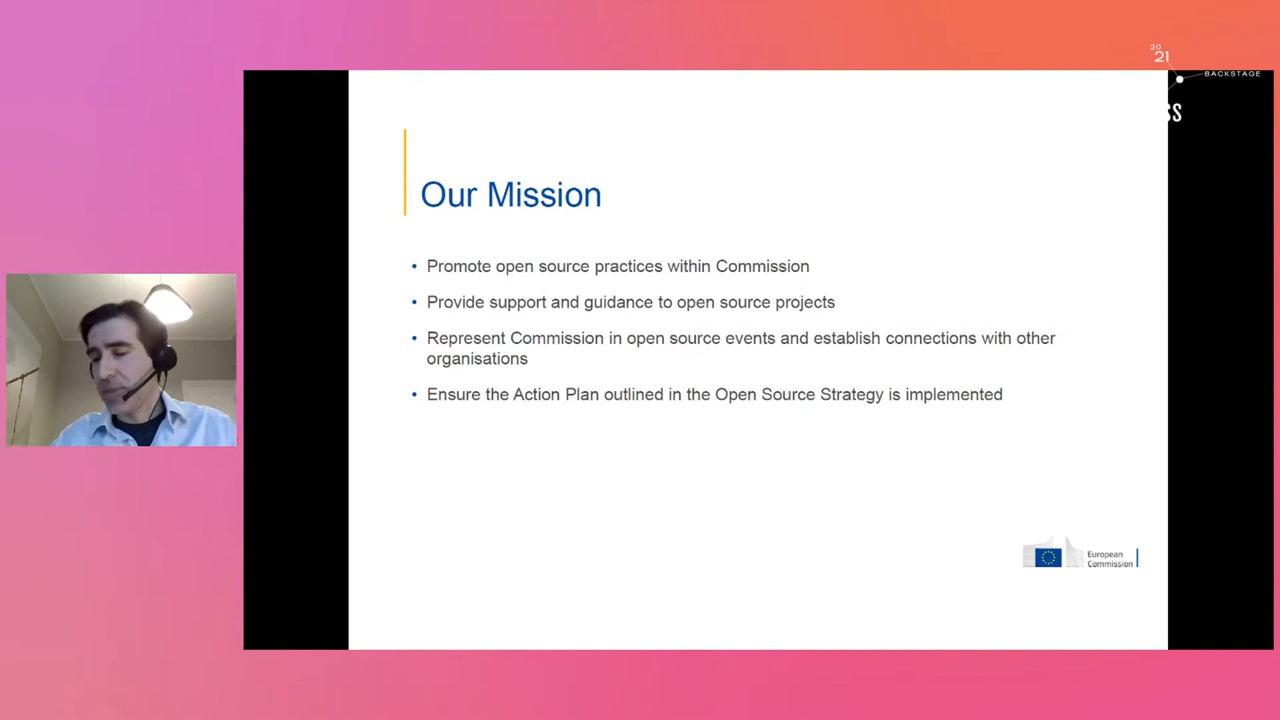 20
21
BACKSTAGE
SS
Our Mission
• Promote open source practices within Commission
• Provide support and guidance to open source projects
• Represent Commission in open source events and establish connections with other
organisations
• Ensure the Action Plan outlined in the Open Source Strategy is implemented
European
Commission